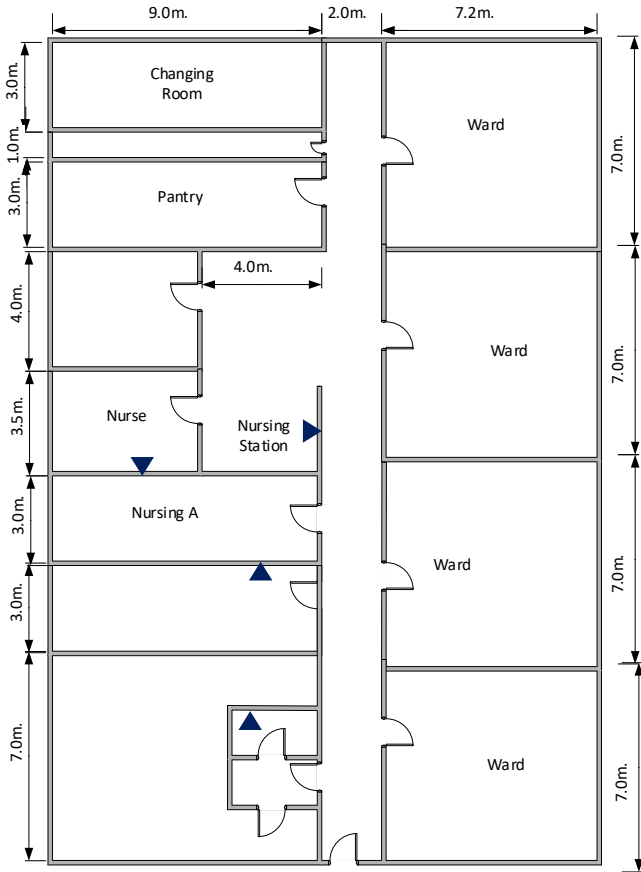 9.0m.
2.0m.
7.2m.
3.0m.
Changing
Room
Ward
7.0m.
1.0m.
3.0m.
Pantry
4.0m.
4.0m.
Ward
7.0m.
3.5m.
Nurse
Nursing
Station
3.0m.
Nursing A
Ward
7.0m.
3.0m.
7.0m.
Ward
7.0m.